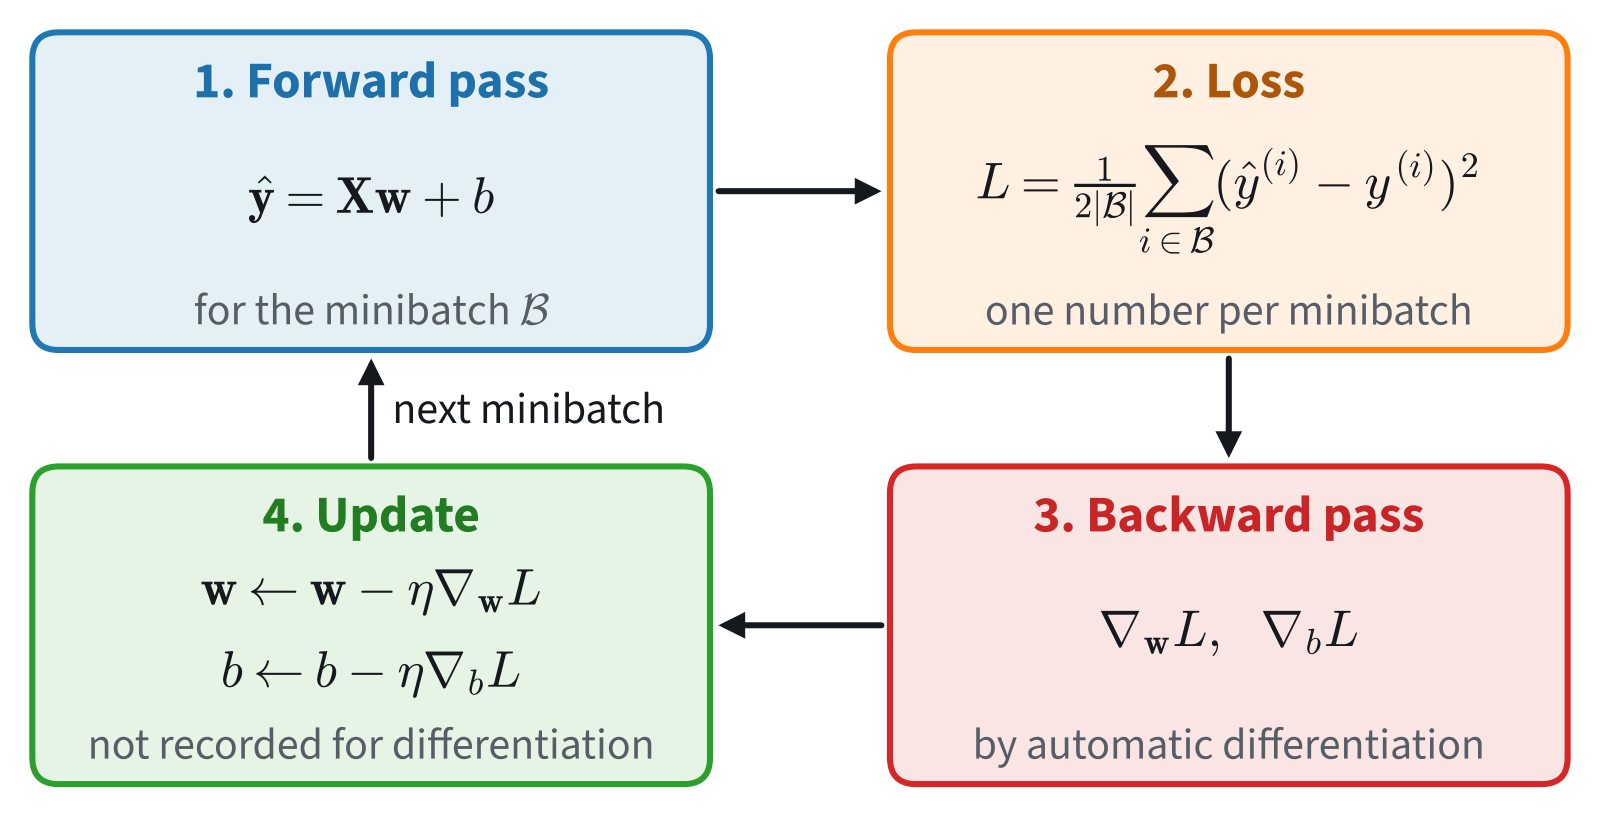 1. Forward pass
ŷ = Xw + b
for the minibatch ℬ
2. Loss
L = 1/(2|ℬ|) ∑_{i ∈ ℬ} (ŷ^(i) − y^(i))^2
one number per minibatch
next minibatch
3. Backward pass
∇_w L, ∇_b L
by automatic differentiation
4. Update
w ← w − η∇_w L
b ← b − η∇_b L
not recorded for differentiation